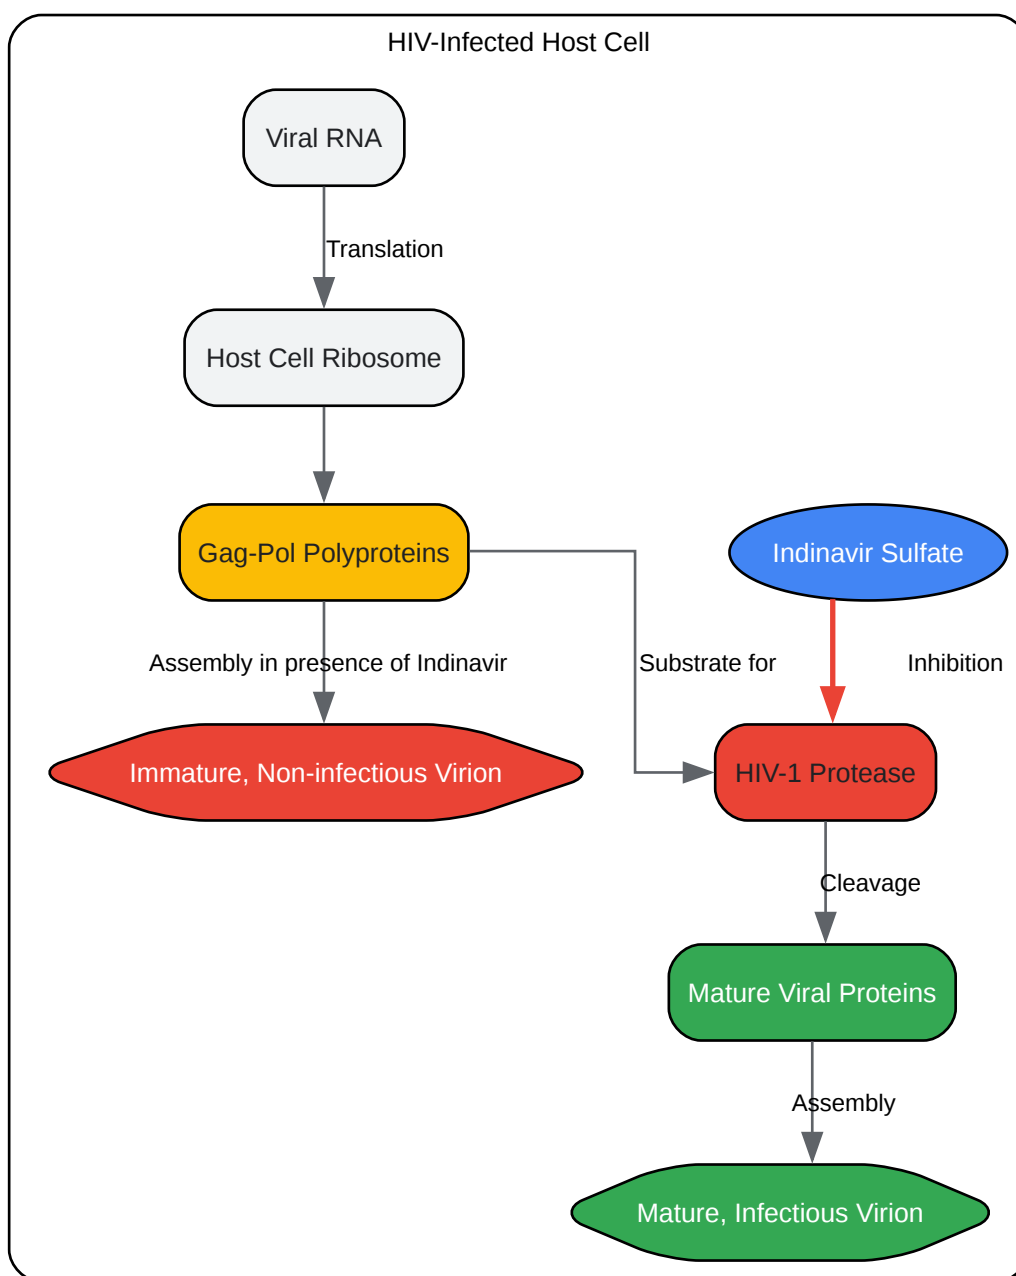 HIV-Infected Host Cell
Viral RNA
Translation
Host Cell Ribosome
Gag-Pol Polyproteins
Indinavir Sulfate
Assembly in presence of Indinavir
Substrate for
Inhibition
Immature, Non-infectious Virion
HIV-1 Protease
Cleavage
Mature Viral Proteins
Assembly
Mature, Infectious Virion